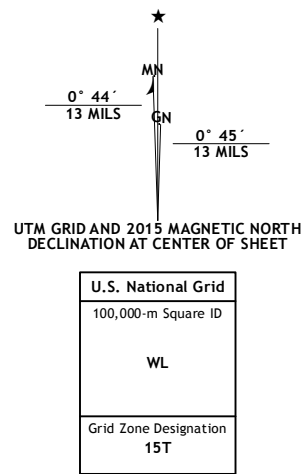 ★
MN
0° 44´
13 MILS
GN
0° 45´
13 MILS
UTM GRID AND 2015 MAGNETIC NORTH
DECLINATION AT CENTER OF SHEET
U.S. National Grid
100,000-m Square ID
WL
Grid Zone Designation
15T